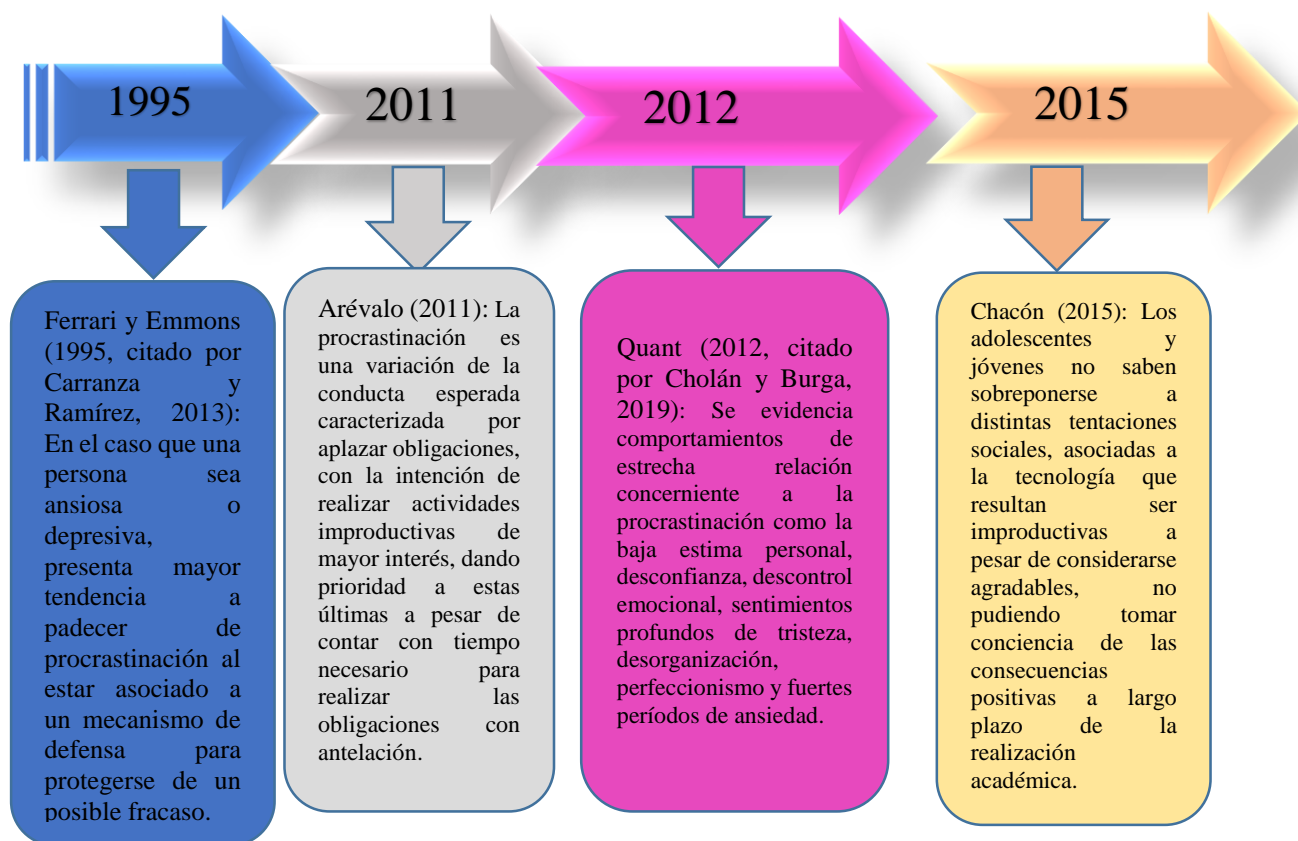 1995
2011
2012
2015
Ferrari y Emmons
(1995, citado por
Carranza y
Ramírez, 2013):
En el caso que una
persona sea
ansiosa o
depresiva,
presenta mayor
tendencia a
padecer de
procrastinación al
estar asociado a
un mecanismo de
defensa para
protegerse de un
posible fracaso.
Arévalo (2011): La
procrastinación es
una variación de la
conducta esperada
caracterizada por
aplazar obligaciones,
con la intención de
realizar actividades
improductivas de
mayor interés, dando
prioridad a estas
últimas a pesar de
contar con tiempo
necesario para
realizar las
obligaciones con
antelación.
Quant (2012, citado
por Cholán y Burga,
2019): Se evidencia
comportamientos de
estrecha relación
concerniente a la
procrastinación como la
baja estima personal,
desconfianza, descontrol
emocional, sentimientos
profundos de tristeza,
desorganización,
perfeccionismo y fuertes
períodos de ansiedad.
Chacón (2015): Los
adolescentes y
jóvenes no saben
sobreponerse a
distintas tentaciones
sociales, asociadas a
la tecnología que
resultan ser
improductivas a
pesar de considerarse
agradables, no
pudiendo tomar
conciencia de las
consecuencias
positivas a largo
plazo de la
realización
académica.